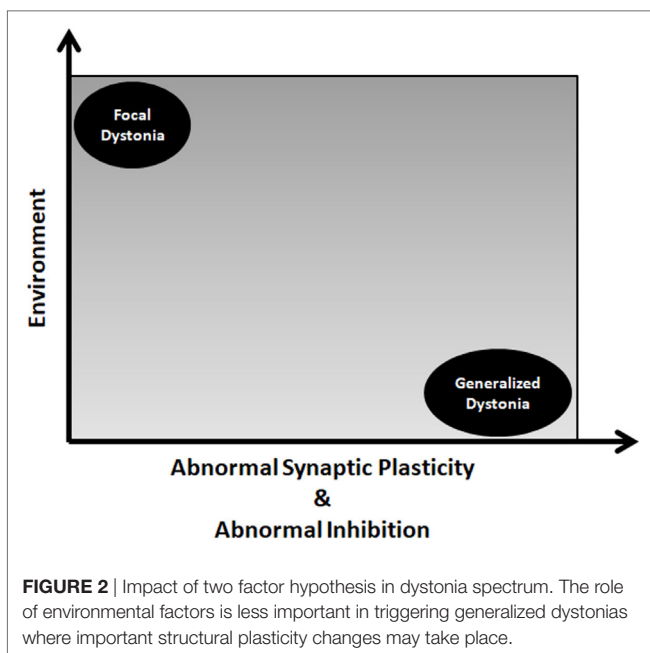 Focal
Dystonia
Environment
Generalized
Dystonia
Abnormal Synaptic Plasticity
&
Abnormal Inhibition
FIGURE 2 | Impact of two factor hypothesis in dystonia spectrum. The role
of environmental factors is less important in triggering generalized dystonias
where important structural plasticity changes may take place.